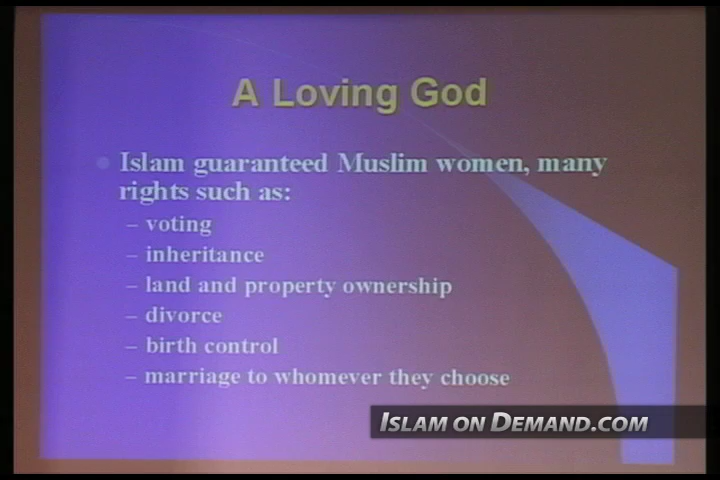 A Loving God
Islam guaranteed Muslim women, many
rights such as:
– voting
– inheritance
– land and property ownership
– divorce
– birth control
– marriage to whomever they choose
ISLAM ON DEMAND.COM